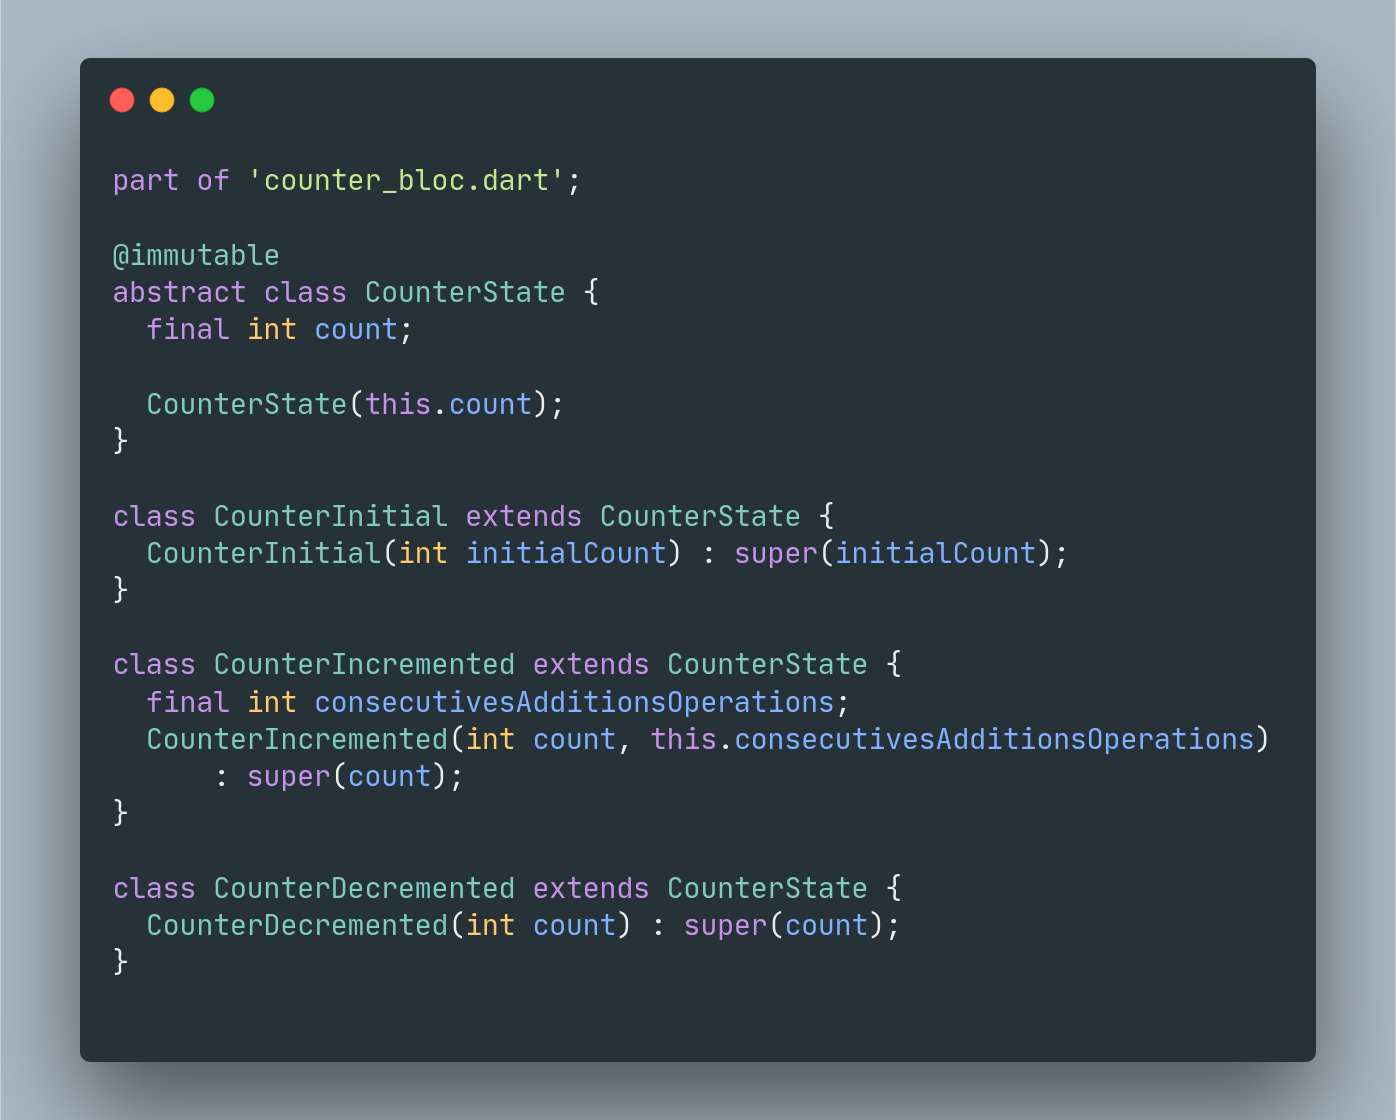 part of 'counter_bloc.dart';

@immutable
abstract class CounterState {
  final int count;

  CounterState(this.count);
}

class CounterInitial extends CounterState {
  CounterInitial(int initialCount) : super(initialCount);
}

class CounterIncremented extends CounterState {
  final int consecutivesAdditionsOperations;
  CounterIncremented(int count, this.consecutivesAdditionsOperations)
      : super(count);
}

class CounterDecremented extends CounterState {
  CounterDecremented(int count) : super(count);
}